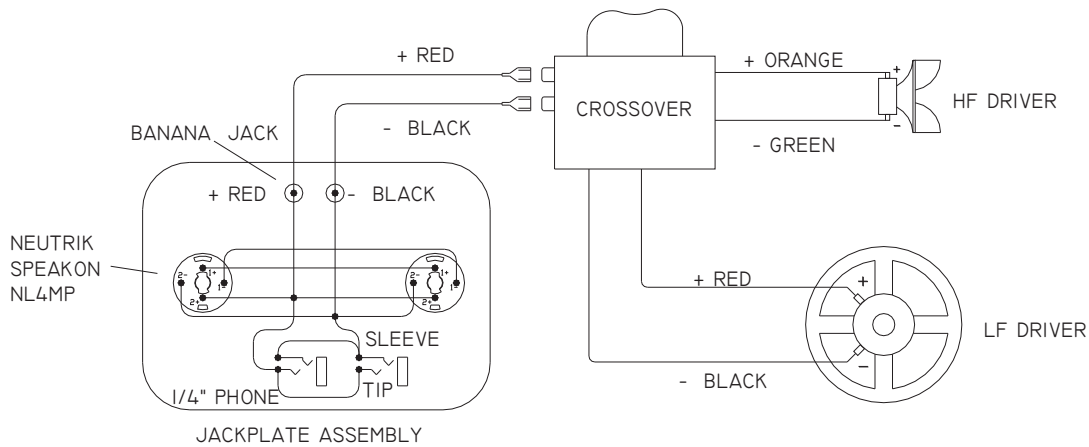 + RED
- BLACK
CROSSOVER
+ ORANGE
- GREEN
+
-
HF DRIVER
BANANA JACK
+ RED
- BLACK
NEUTRIK
SPEAKON
NL4MP
2-
1+
1-
2+
2-
1+
1-
2+
SLEEVE
TIP
1/4" PHONE
JACKPLATE ASSEMBLY
+ RED
- BLACK
+
-
LF DRIVER